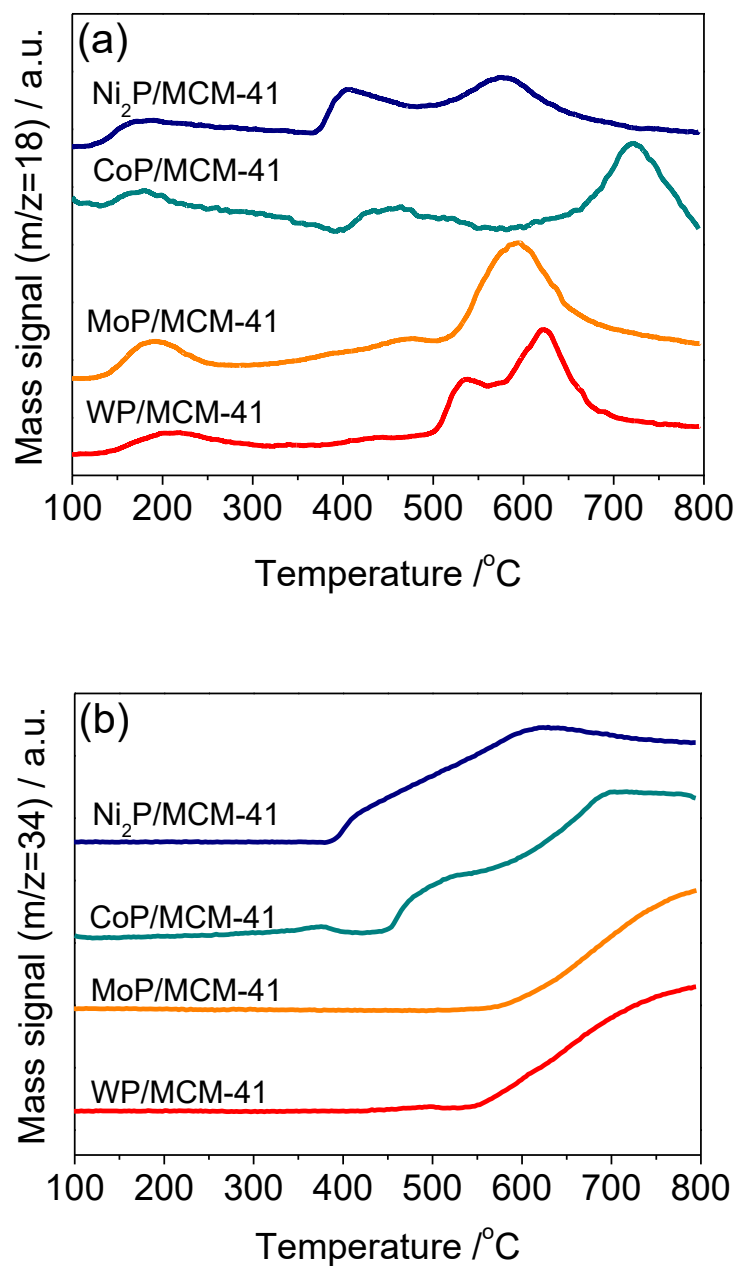 (a)
Mass signal (m/z=18) / a.u.
Ni₂P/MCM-41
CoP/MCM-41
MoP/MCM-41
WP/MCM-41
100 200 300 400 500 600 700 800
Temperature /°C
(b)
Mass signal (m/z=34) / a.u.
Ni₂P/MCM-41
CoP/MCM-41
MoP/MCM-41
WP/MCM-41
100 200 300 400 500 600 700 800
Temperature /°C